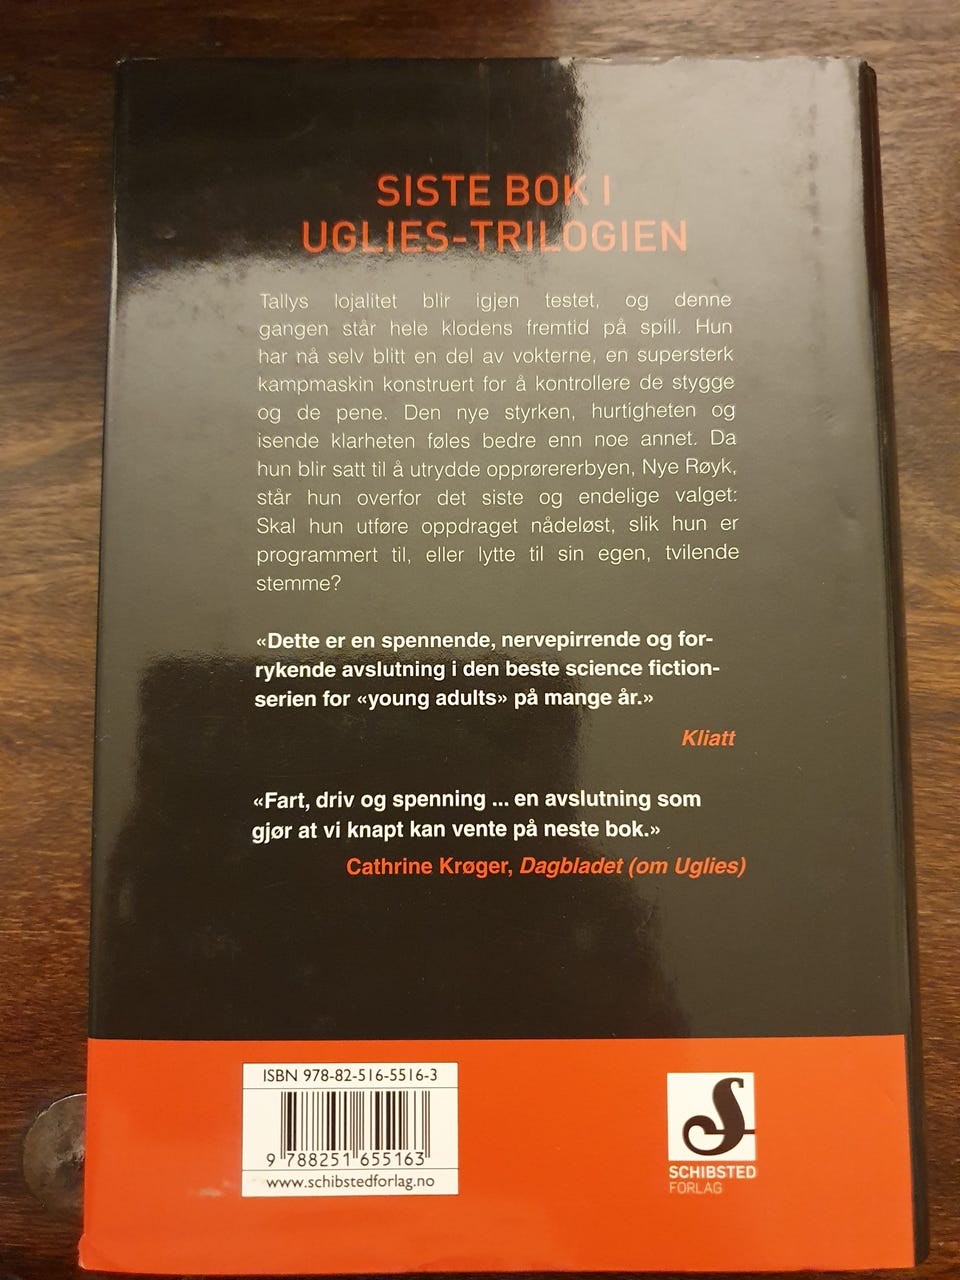 SISTE BOK I
UGLIES-TRILOGIEN
Tallys lojalitet blir igjen testet, og denne
gangen står hele klodens fremtid på spill. Hun
har nå selv blitt en del av vokterne, en supersterk
kampmaskin konstruert for å kontrollere de stygge
og de pene. Den nye styrken, hurtigheten og
isende klarheten føles bedre enn noe annet. Da
hun blir satt til å utrydde opprørererbyen, Nye Røyk,
står hun overfor det siste og endelige valget:
Skal hun utføre oppdraget nådeløst, slik hun er
programmert til, eller lytte til sin egen, tvilende
stemme?
«Dette er en spennende, nervepirrende og for-
rykende avslutning i den beste science fiction-
serien for «young adults» på mange år.»
Kliatt
«Fart, driv og spenning ... en avslutning som
gjør at vi knapt kan vente på neste bok.»
Cathrine Krøger, Dagbladet (om Uglies)
ISBN 978-82-516-5516-3
9 788251 655163
www.schibstedforlag.no
S
SCHIBSTED
FORLAG